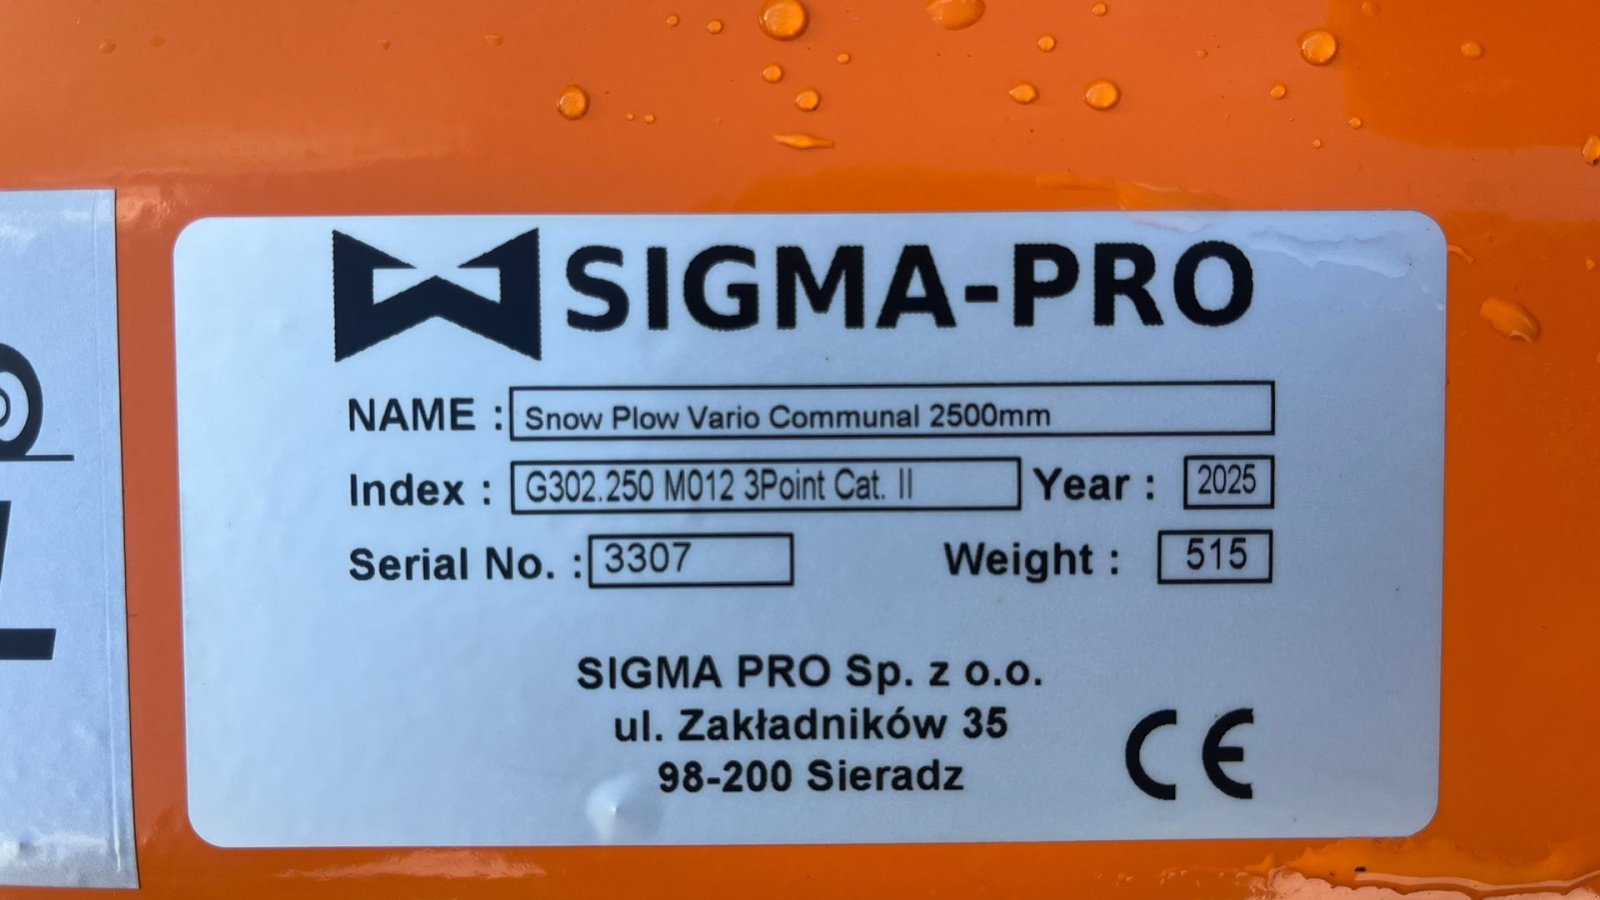 SIGMA-PRO
NAME : Snow Plow Vario Communal 2500mm
Index : G302.250 M012 3Point Cat. II Year : 2025
Serial No. : 3307 Weight : 515
SIGMA PRO Sp. z o.o.
ul. Zakładników 35
98-200 Sieradz
CE